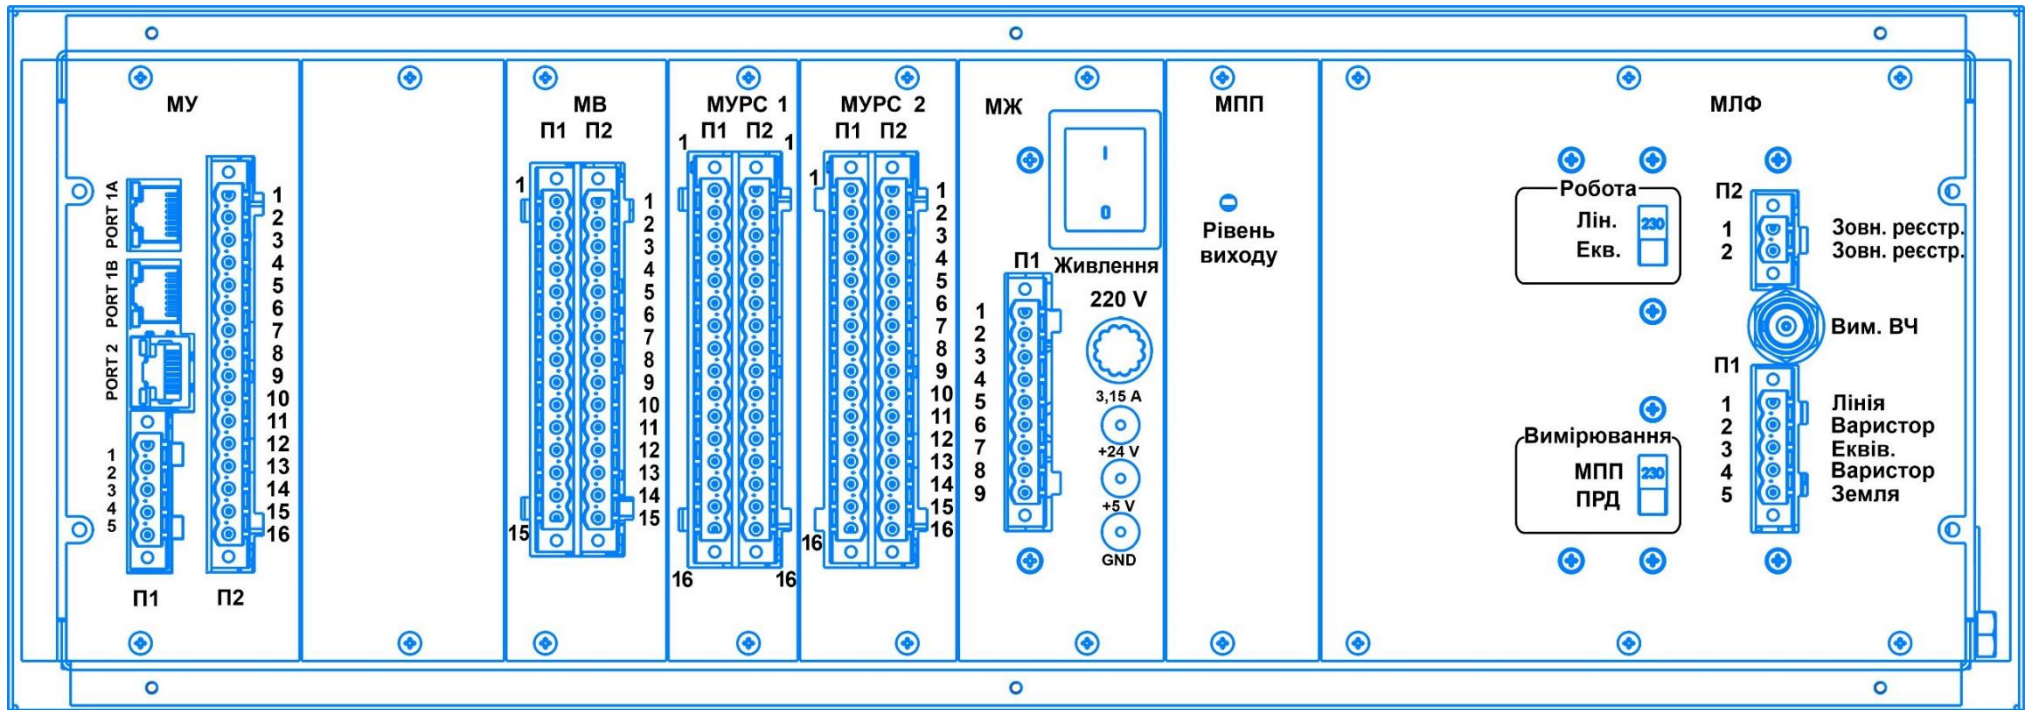 МУ
PORT 1A
PORT 1B
PORT 2
1
2
3
4
5
П1
1
2
3
4
5
6
7
8
9
10
11
12
13
14
15
16
П2
МВ
П1 П2
1
15
1
2
3
4
5
6
7
8
9
10
11
12
13
14
15
МУРС 1
П1 П2
1 1
16 16
МУРС 2
П1 П2
1
16
1
2
3
4
5
6
7
8
9
10
11
12
13
14
15
16
МЖ
I
0
П1
1
2
3
4
5
6
7
8
9
Живлення
220 V
3,15 A
+24 V
+5 V
GND
МПП
Рівень
виходу
МЛФ
Робота
Лін. 230
Екв.
Вимірювання
МПП 230
ПРД
П2
1 Зовн. реєстр.
2 Зовн. реєстр.
Вим. ВЧ
П1
1 Лінія
2 Варистор
3 Еквів.
4 Варистор
5 Земля